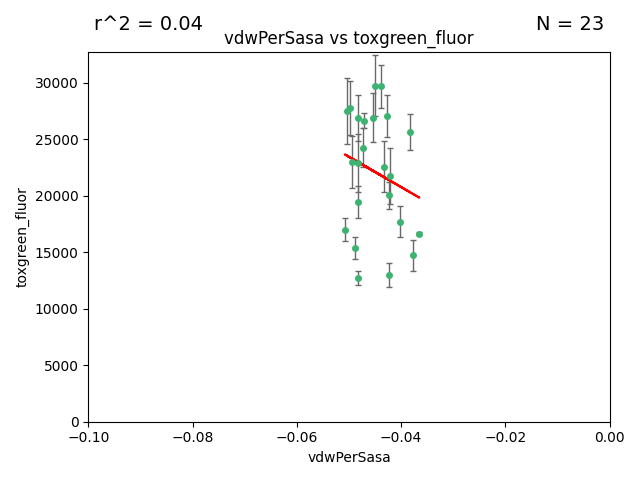 r^2 = 0.04
N = 23
vdwPerSasa vs toxgreen_fluor
toxgreen_fluor
30000
25000
20000
15000
10000
5000
0
−0.10
−0.08
−0.06
−0.04
−0.02
0.00
vdwPerSasa